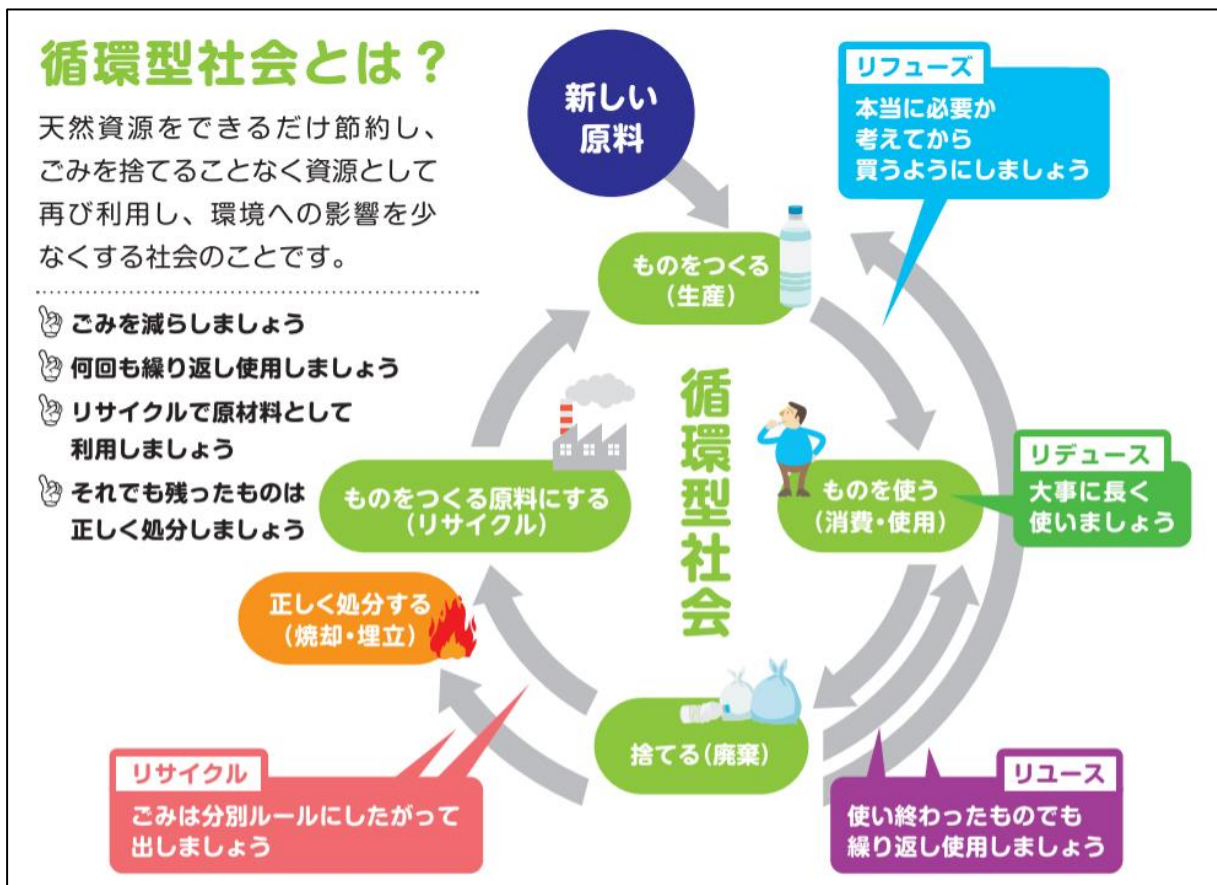 循環型社会とは？
天然資源をできるだけ節約し、
ごみを捨てることなく資源として
再び利用し、環境への影響を少
なくする社会のことです。
ごみを減らしましょう
何回も繰り返し使用しましょう
リサイクルで原材料として
利用しましょう
それでも残ったものは
正しく処分しましょう
新しい
原料
リフューズ
本当に必要か
考えてから
買うようにしましょう
ものをつくる
（生産）
循環型社会
ものを使う
（消費・使用）
リデュース
大事に長く
使いましょう
ものをつくる原料にする
（リサイクル）
正しく処分する
（焼却・埋立）
捨てる（廃棄）
リサイクル
ごみは分別ルールにしたがって
出しましょう
リユース
使い終わったものでも
繰り返し使用しましょう